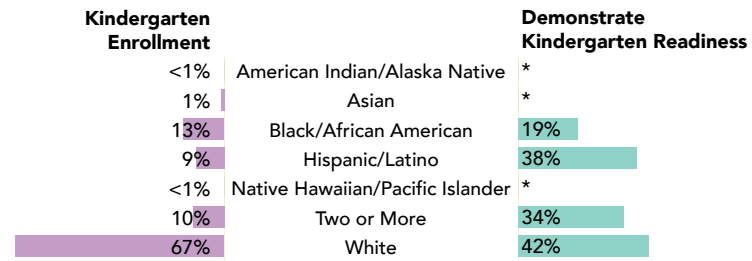 Kindergarten Enrollment
Demonstrate Kindergarten Readiness
<1% American Indian/Alaska Native *
1% Asian *
13% Black/African American 19%
9% Hispanic/Latino 38%
<1% Native Hawaiian/Pacific Islander *
10% Two or More 34%
67% White 42%